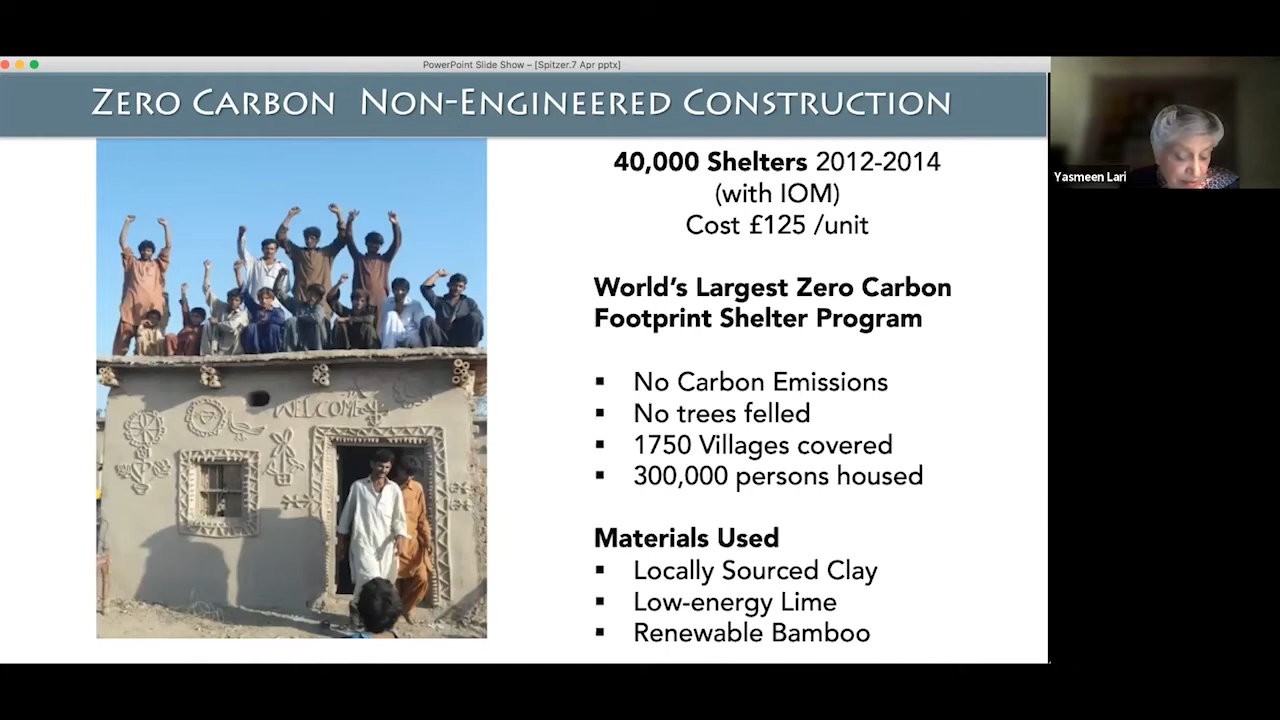 PowerPoint Slide Show – [Spitzer.7 Apr pptx]
Zero Carbon Non-Engineered Construction
40,000 Shelters 2012-2014
(with IOM)
Cost £125 /unit
World's Largest Zero Carbon
Footprint Shelter Program
▪ No Carbon Emissions
▪ No trees felled
▪ 1750 Villages covered
▪ 300,000 persons housed
Materials Used
▪ Locally Sourced Clay
▪ Low-energy Lime
▪ Renewable Bamboo
WELCOME
Yasmeen Lari